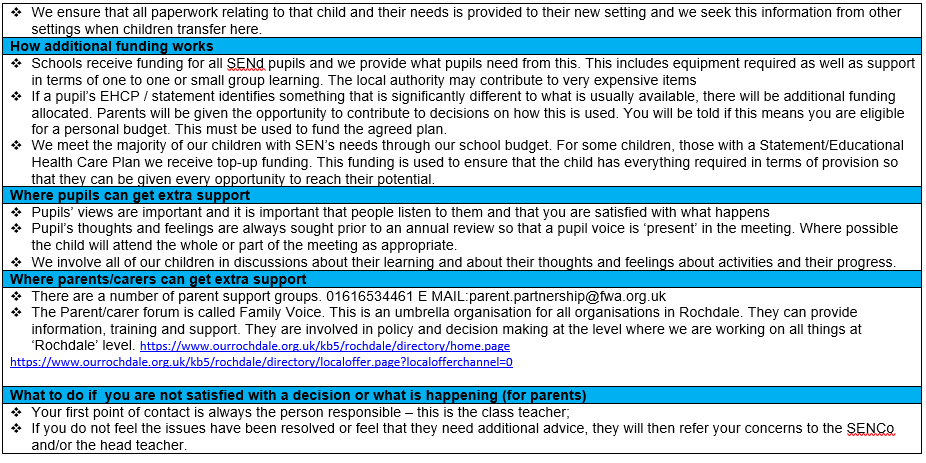 ❖ We ensure that all paperwork relating to that child and their needs is provided to their new setting and we seek this information from other
settings when children transfer here.
How additional funding works
❖ Schools receive funding for all SENd pupils and we provide what pupils need from this. This includes equipment required as well as support
in terms of one to one or small group learning. The local authority may contribute to very expensive items
❖ If a pupil's EHCP / statement identifies something that is significantly different to what is usually available, there will be additional funding
allocated. Parents will be given the opportunity to contribute to decisions on how this is used. You will be told if this means you are eligible
for a personal budget. This must be used to fund the agreed plan.
❖ We meet the majority of our children with SEN's needs through our school budget. For some children, those with a Statement/Educational
Health Care Plan we receive top-up funding. This funding is used to ensure that the child has everything required in terms of provision so
that they can be given every opportunity to reach their potential.
Where pupils can get extra support
❖ Pupils' views are important and it is important that people listen to them and that you are satisfied with what happens
❖ Pupil's thoughts and feelings are always sought prior to an annual review so that a pupil voice is 'present' in the meeting. Where possible
the child will attend the whole or part of the meeting as appropriate.
❖ We involve all of our children in discussions about their learning and about their thoughts and feelings about activities and their progress.
Where parents/carers can get extra support
❖ There are a number of parent support groups. 01616534461 E MAIL:parent.partnership@fwa.org.uk
❖ The Parent/carer forum is called Family Voice. This is an umbrella organisation for all organisations in Rochdale. They can provide
information, training and support. They are involved in policy and decision making at the level where we are working on all things at
'Rochdale' level. https://www.ourrochdale.org.uk/kb5/rochdale/directory/home.page
https://www.ourrochdale.org.uk/kb5/rochdale/directory/localoffer.page?localofferchannel=0
What to do if  you are not satisfied with a decision or what is happening (for parents)
❖ Your first point of contact is always the person responsible – this is the class teacher;
❖ If you do not feel the issues have been resolved or feel that they need additional advice, they will then refer your concerns to the SENCo
and/or the head teacher.